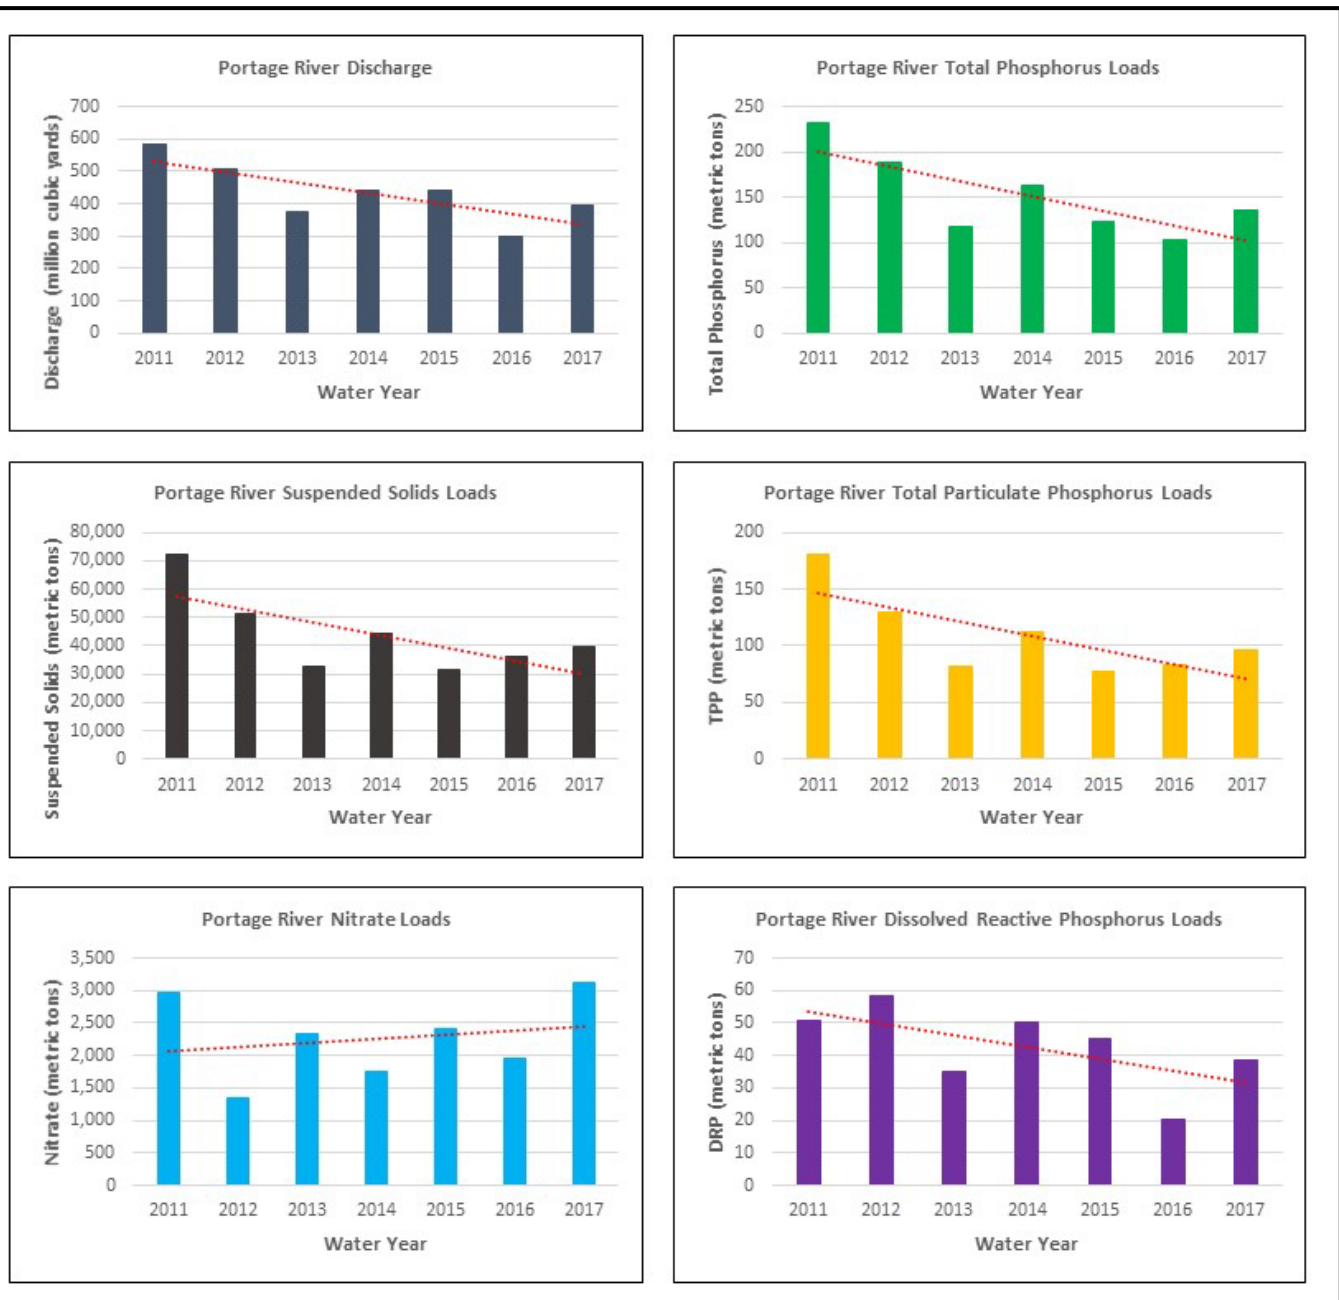 Portage River Discharge
Discharge (million cubic yards)
700
600
500
400
300
200
100
0
2011 2012 2013 2014 2015 2016 2017
Water Year
Portage River Total Phosphorus Loads
Total Phosphorus (metric tons)
250
200
150
100
50
0
2011 2012 2013 2014 2015 2016 2017
Water Year
Portage River Suspended Solids Loads
Suspended Solids (metric tons)
80,000
70,000
60,000
50,000
40,000
30,000
20,000
10,000
0
2011 2012 2013 2014 2015 2016 2017
Water Year
Portage River Total Particulate Phosphorus Loads
TPP (metric tons)
200
150
100
50
0
2011 2012 2013 2014 2015 2016 2017
Water Year
Portage River Nitrate Loads
Nitrate (metric tons)
3,500
3,000
2,500
2,000
1,500
1,000
500
0
2011 2012 2013 2014 2015 2016 2017
Water Year
Portage River Dissolved Reactive Phosphorus Loads
DRP (metric tons)
70
60
50
40
30
20
10
0
2011 2012 2013 2014 2015 2016 2017
Water Year